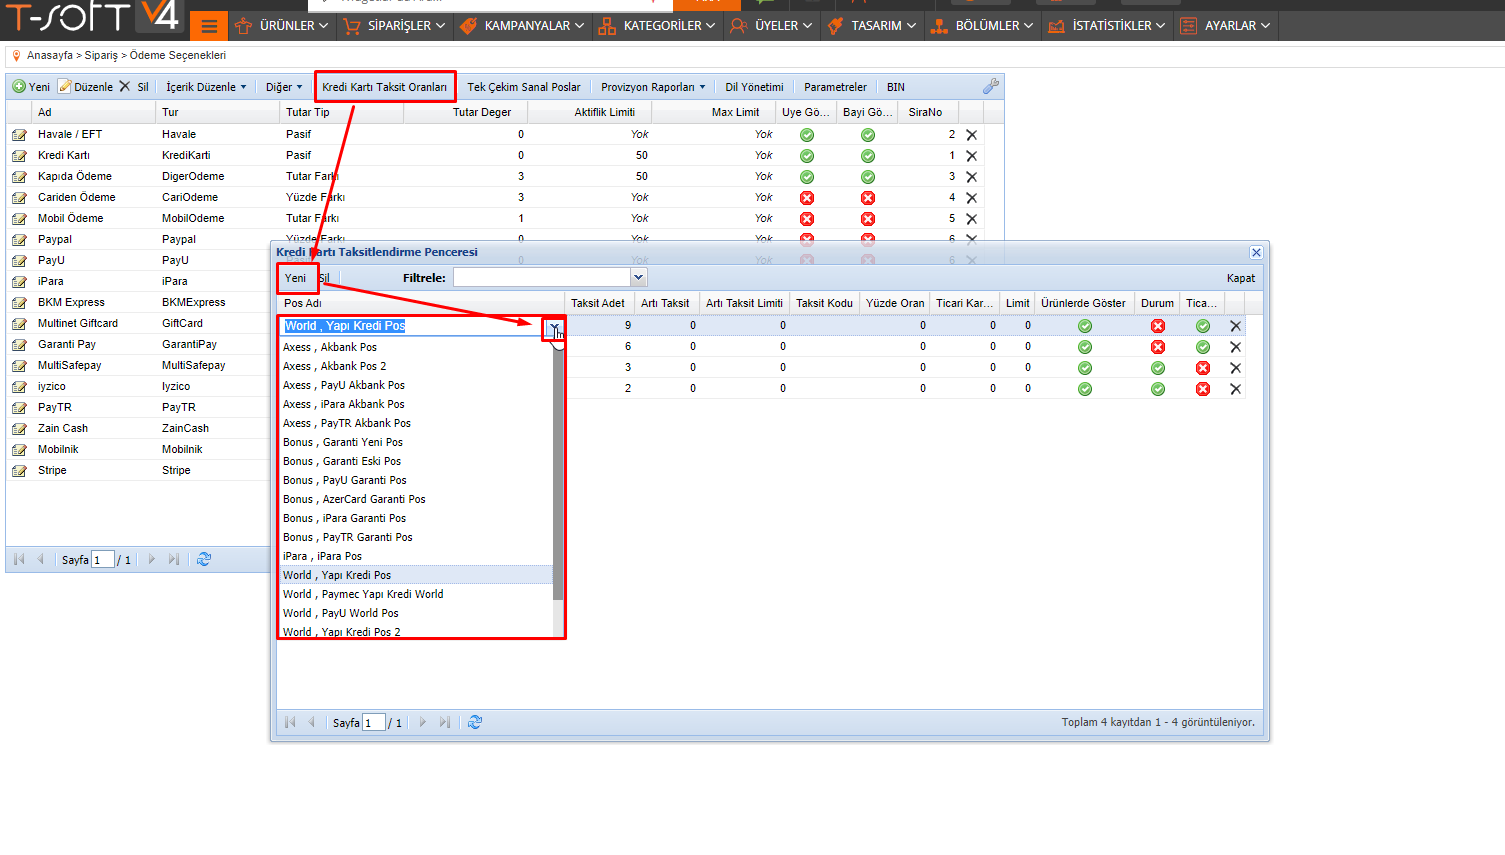 T-SOFT V4
ÜRÜNLER SİPARİŞLER KAMPANYALAR KATEGORİLER ÜYELER TASARIM BÖLÜMLER İSTATİSTİKLER AYARLAR
Anasayfa > Sipariş > Ödeme Seçenekleri
Yeni Düzenle Sil İçerik Düzenle Diğer Kredi Kartı Taksit Oranları Tek Çekim Sanal Poslar Provizyon Raporları Dil Yönetimi Parametreler BIN
Ad Tur Tutar Tip Tutar Deger Aktiflik Limiti Max Limit Uye Gö... Bayi Gö... SiraNo
Havale / EFT Havale Pasif 0 Yok Yok 2
Kredi Kartı KrediKarti Pasif 0 50 Yok 1
Kapıda Ödeme DigerOdeme Tutar Farkı 3 50 Yok 3
Cariden Ödeme CariOdeme Yüzde Farkı 3 Yok Yok 4
Mobil Ödeme MobilOdeme Tutar Farkı 1 Yok Yok 5
Paypal Paypal Yüzde Farkı 0 Yok Yok 6
PayU PayU
iPara iPara
BKM Express BKMExpress
Multinet Giftcard GiftCard
Garanti Pay GarantiPay
MultiSafepay MultiSafepay
iyzico Iyzico
PayTR PayTR
Zain Cash ZainCash
Mobilnik Mobilnik
Stripe Stripe
Sayfa 1 / 1
Kredi Kartı Taksitlendirme Penceresi
Yeni Sil Filtrele: Kapat
Pos Adı Taksit Adet Artı Taksit Artı Taksit Limiti Taksit Kodu Yüzde Oran Ticari Kar... Limit Ürünlerde Göster Durum Tica...
World , Yapı Kredi Pos 9 0 0 0 0 0
6 0 0 0 0 0
3 0 0 0 0 0
2 0 0 0 0 0
Axess , Akbank Pos
Axess , Akbank Pos 2
Axess , PayU Akbank Pos
Axess , iPara Akbank Pos
Axess , PayTR Akbank Pos
Bonus , Garanti Yeni Pos
Bonus , Garanti Eski Pos
Bonus , PayU Garanti Pos
Bonus , AzerCard Garanti Pos
Bonus , iPara Garanti Pos
Bonus , PayTR Garanti Pos
iPara , iPara Pos
World , Yapı Kredi Pos
World , Paymec Yapı Kredi World
World , PayU World Pos
World , Yapı Kredi Pos 2
Sayfa 1 / 1 Toplam 4 kayıtdan 1 - 4 görüntüleniyor.